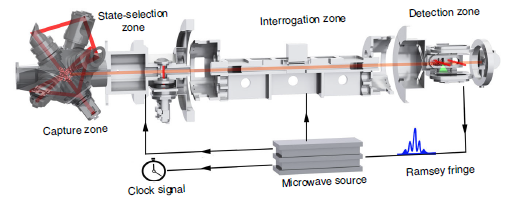 State-selection
zone
Interrogation zone
Detection zone
Capture zone
Clock signal
Microwave source
Ramsey fringe